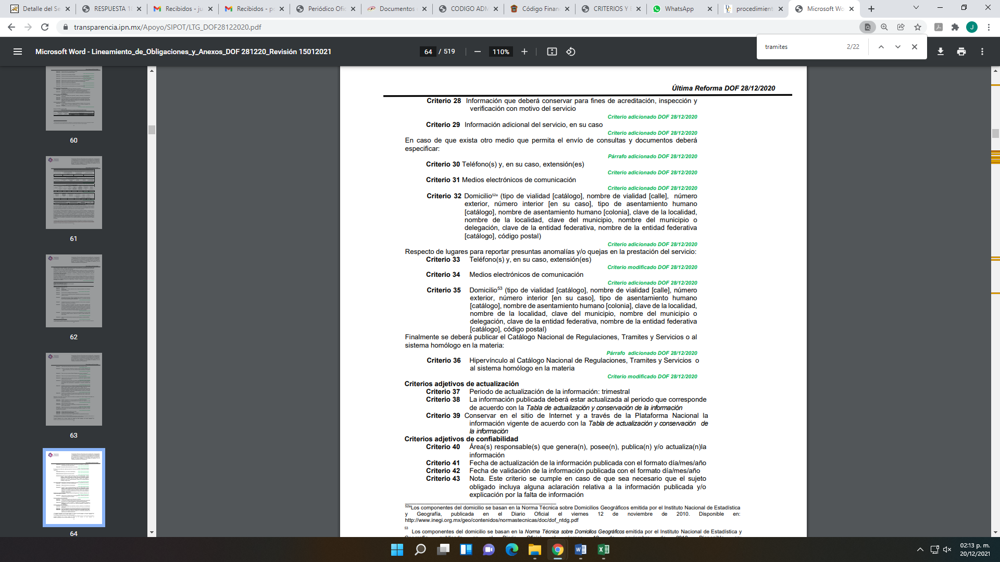 Detalle del Se
RESPUESTA 18
Recibidos - ju
Recibidos - po
Periódico Ofic
Documentos
CODIGO ADM
Código Finan
CRITERIOS Y E
WhatsApp
procedimient
Microsoft Wo
transparencia.ipn.mx/Apoyo/SIPOT/LTG_DOF28122020.pdf
J
tramites 2/22
Microsoft Word - Lineamiento_de_Obligaciones_y_Anexos_DOF 281220_Revisión 15012021
64 / 519
110%
60
61
62
63
64
Última Reforma DOF 28/12/2020
Criterio 28 Información que deberá conservar para fines de acreditación, inspección y
verificación con motivo del servicio
Criterio adicionado DOF 28/12/2020
Criterio 29 Información adicional del servicio, en su caso
Criterio adicionado DOF 28/12/2020
En caso de que exista otro medio que permita el envío de consultas y documentos deberá
especificar:
Párrafo adicionado DOF 28/12/2020
Criterio 30 Teléfono(s) y, en su caso, extensión(es)
Criterio adicionado DOF 28/12/2020
Criterio 31 Medios electrónicos de comunicación
Criterio adicionado DOF 28/12/2020
Criterio 32 Domicilio52a (tipo de vialidad [catálogo], nombre de vialidad [calle], número
exterior, número interior [en su caso], tipo de asentamiento humano
[catálogo], nombre de asentamiento humano [colonia], clave de la localidad,
nombre de la localidad, clave del municipio, nombre del municipio o
delegación, clave de la entidad federativa, nombre de la entidad federativa
[catálogo], código postal)
Criterio adicionado DOF 28/12/2020
Respecto de lugares para reportar presuntas anomalías y/o quejas en la prestación del servicio:
Criterio 33 Teléfono(s) y, en su caso, extensión(es)
Criterio modificado DOF 28/12/2020
Criterio 34 Medios electrónicos de comunicación
Criterio adicionado DOF 28/12/2020
Criterio 35 Domicilio53 (tipo de vialidad [catálogo], nombre de vialidad [calle], número
exterior, número interior [en su caso], tipo de asentamiento humano
[catálogo], nombre de asentamiento humano [colonia], clave de la localidad,
nombre de la localidad, clave del municipio, nombre del municipio o
delegación, clave de la entidad federativa, nombre de la entidad federativa
[catálogo], código postal)
Finalmente se deberá publicar el Catálogo Nacional de Regulaciones, Tramites y Servicios o al
sistema homólogo en la materia:
Párrafo adicionado DOF 28/12/2020
Criterio 36 Hipervínculo al Catálogo Nacional de Regulaciones, Tramites y Servicios o
al sistema homólogo en la materia
Criterio modificado DOF 28/12/2020
Criterios adjetivos de actualización
Criterio 37 Periodo de actualización de la información: trimestral
Criterio 38 La información publicada deberá estar actualizada al periodo que corresponde
de acuerdo con la Tabla de actualización y conservación de la información
Criterio 39 Conservar en el sitio de Internet y a través de la Plataforma Nacional la
información vigente de acuerdo con la Tabla de actualización y conservación de
la información
Criterios adjetivos de confiabilidad
Criterio 40 Área(s) responsable(s) que genera(n), posee(n), publica(n) y/o actualiza(n)la
información
Criterio 41 Fecha de actualización de la información publicada con el formato día/mes/año
Criterio 42 Fecha de validación de la información publicada con el formato día/mes/año
Criterio 43 Nota. Este criterio se cumple en caso de que sea necesario que el sujeto
obligado incluya alguna aclaración relativa a la información publicada y/o
explicación por la falta de información
52aLos componentes del domicilio se basan en la Norma Técnica sobre Domicilios Geográficos emitida por el Instituto Nacional de Estadística
y Geografía, publicada en el Diario Oficial el viernes 12 de noviembre de 2010. Disponible en:
http://www.inegi.org.mx/geo/contenidos/normastecnicas/doc/dof_ntdg.pdf
53 Los componentes del domicilio se basan en la Norma Técnica sobre Domicilios Geográficos emitida por el Instituto Nacional de Estadística y
02:13 p. m.
20/12/2021